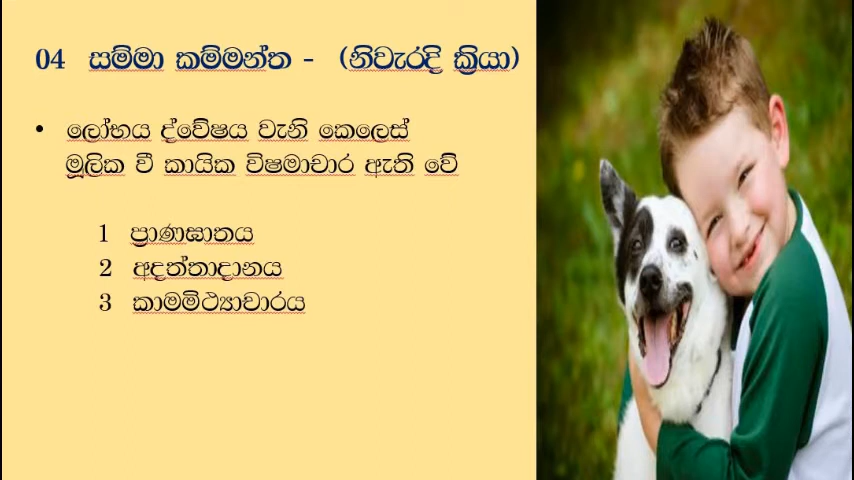 04 සම්මා කම්මන්ත - (නිවැරදි ක්‍රියා)
• ලෝභය ද්වේෂය වැනි කෙලෙස්
මූලික වී කායික විෂමාචාර ඇති වේ
1 ප්‍රාණඝාතය
2 අදත්තාදානය
3 කාමමිථ්‍යාචාරය